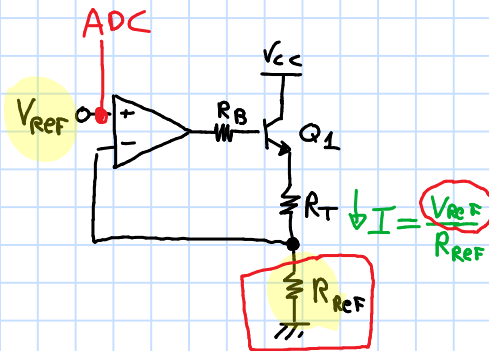 ADC
VCC
VREF
+
RB
Q1
−
RT
I = VREF
RREF
RREF